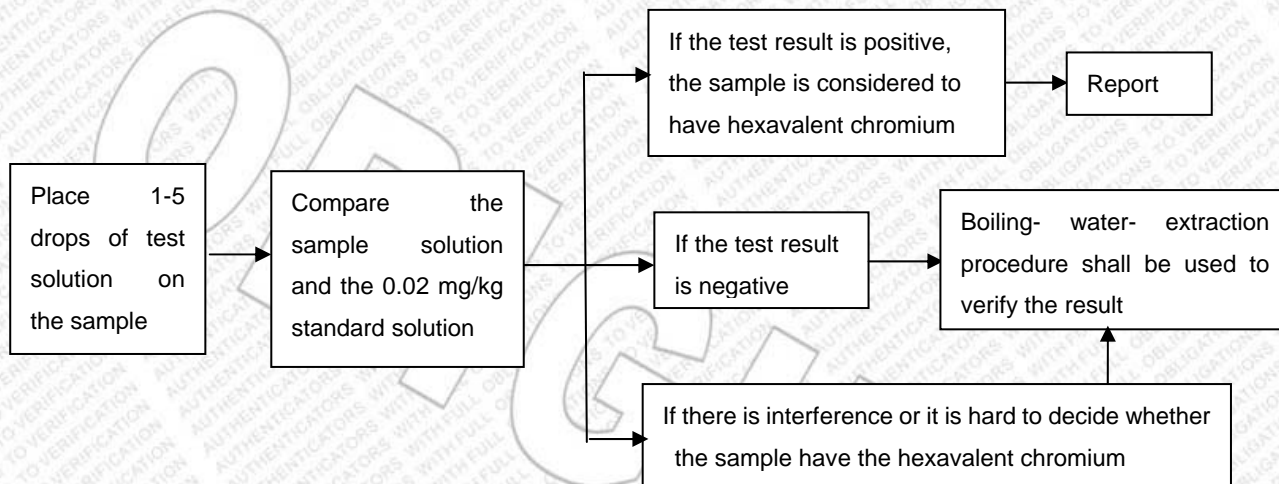 If the test result is positive,
the sample is considered to
have hexavalent chromium
Report
Place 1-5
drops of test
solution on
the sample
Compare the
sample solution
and the 0.02 mg/kg
standard solution
If the test result
is negative
Boiling- water- extraction
procedure shall be used to
verify the result
If there is interference or it is hard to decide whether
the sample have the hexavalent chromium